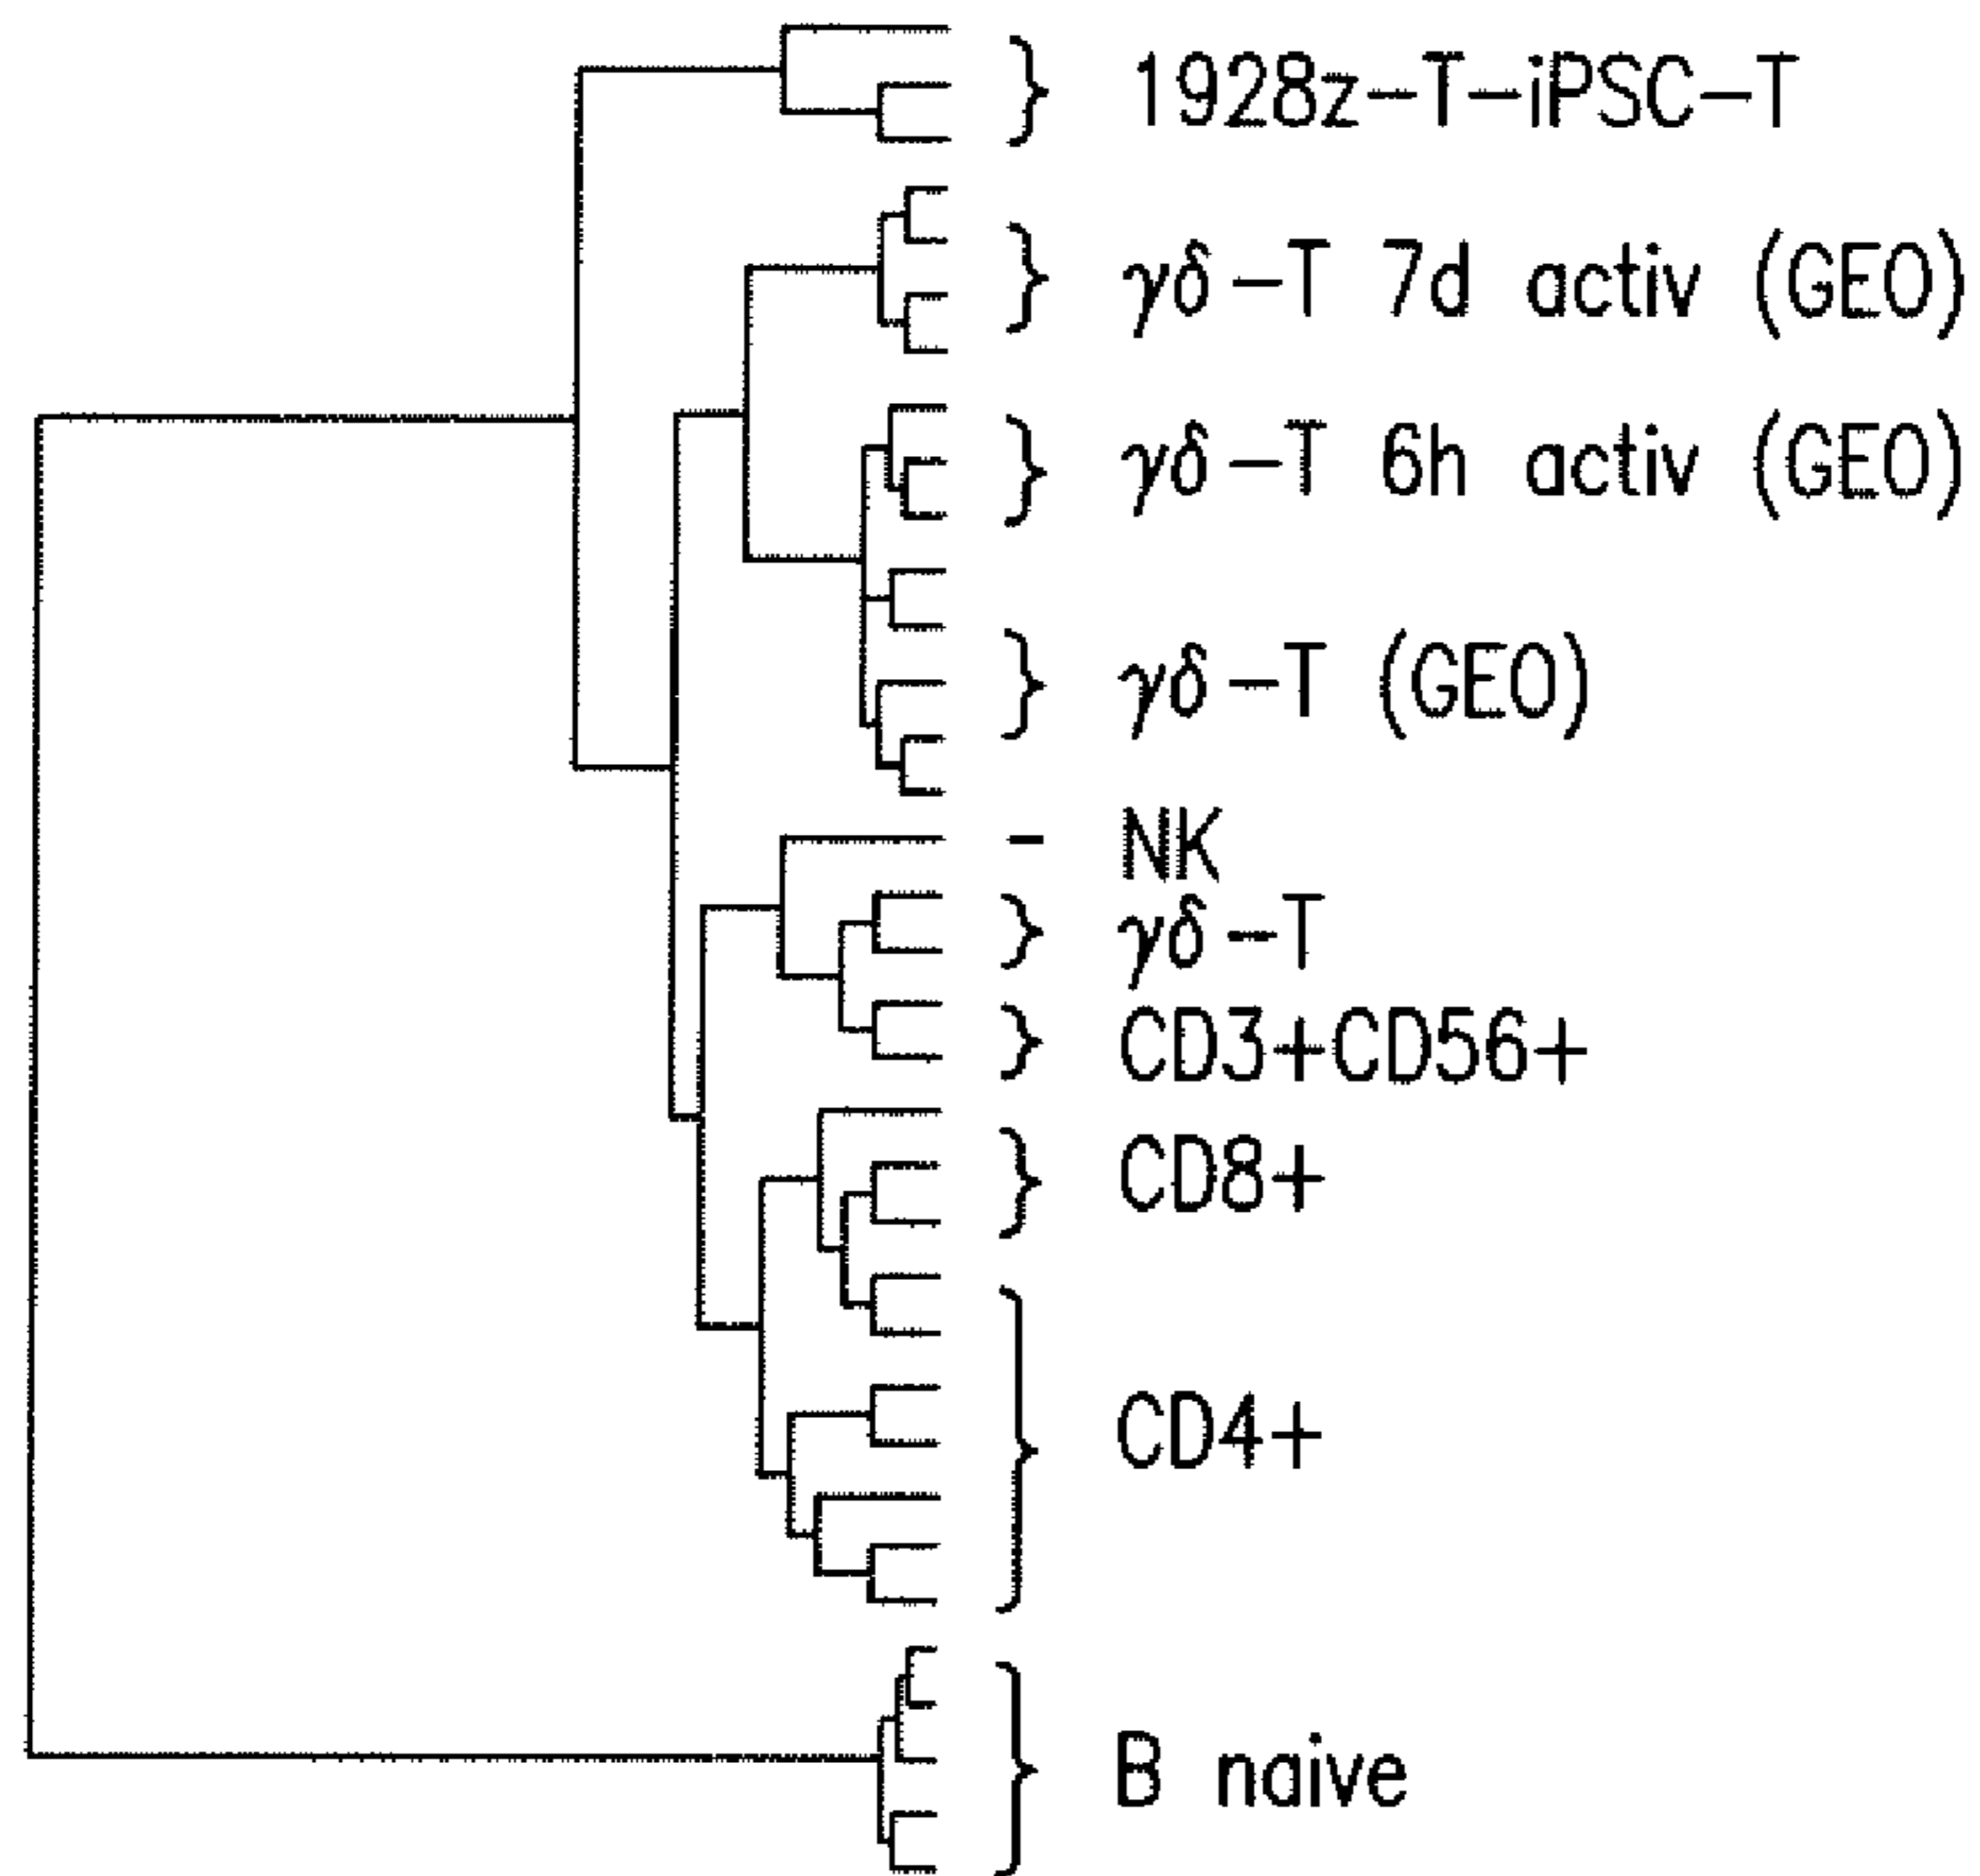 1928z-T-iPSC-T
γδ-T 7d activ (GEO)
γδ-T 6h activ (GEO)
γδ-T (GEO)
NK
γδ-T
CD3+CD56+
CD8+
CD4+
B naive